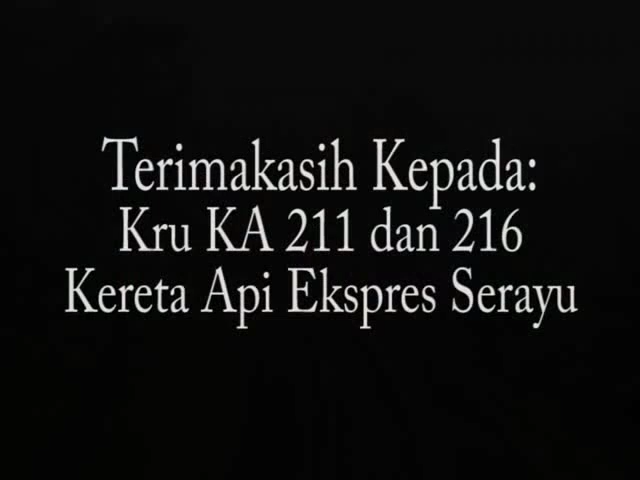 Terimakasih Kepada:
Kru KA 211 dan 216
Kereta Api Ekspres Serayu